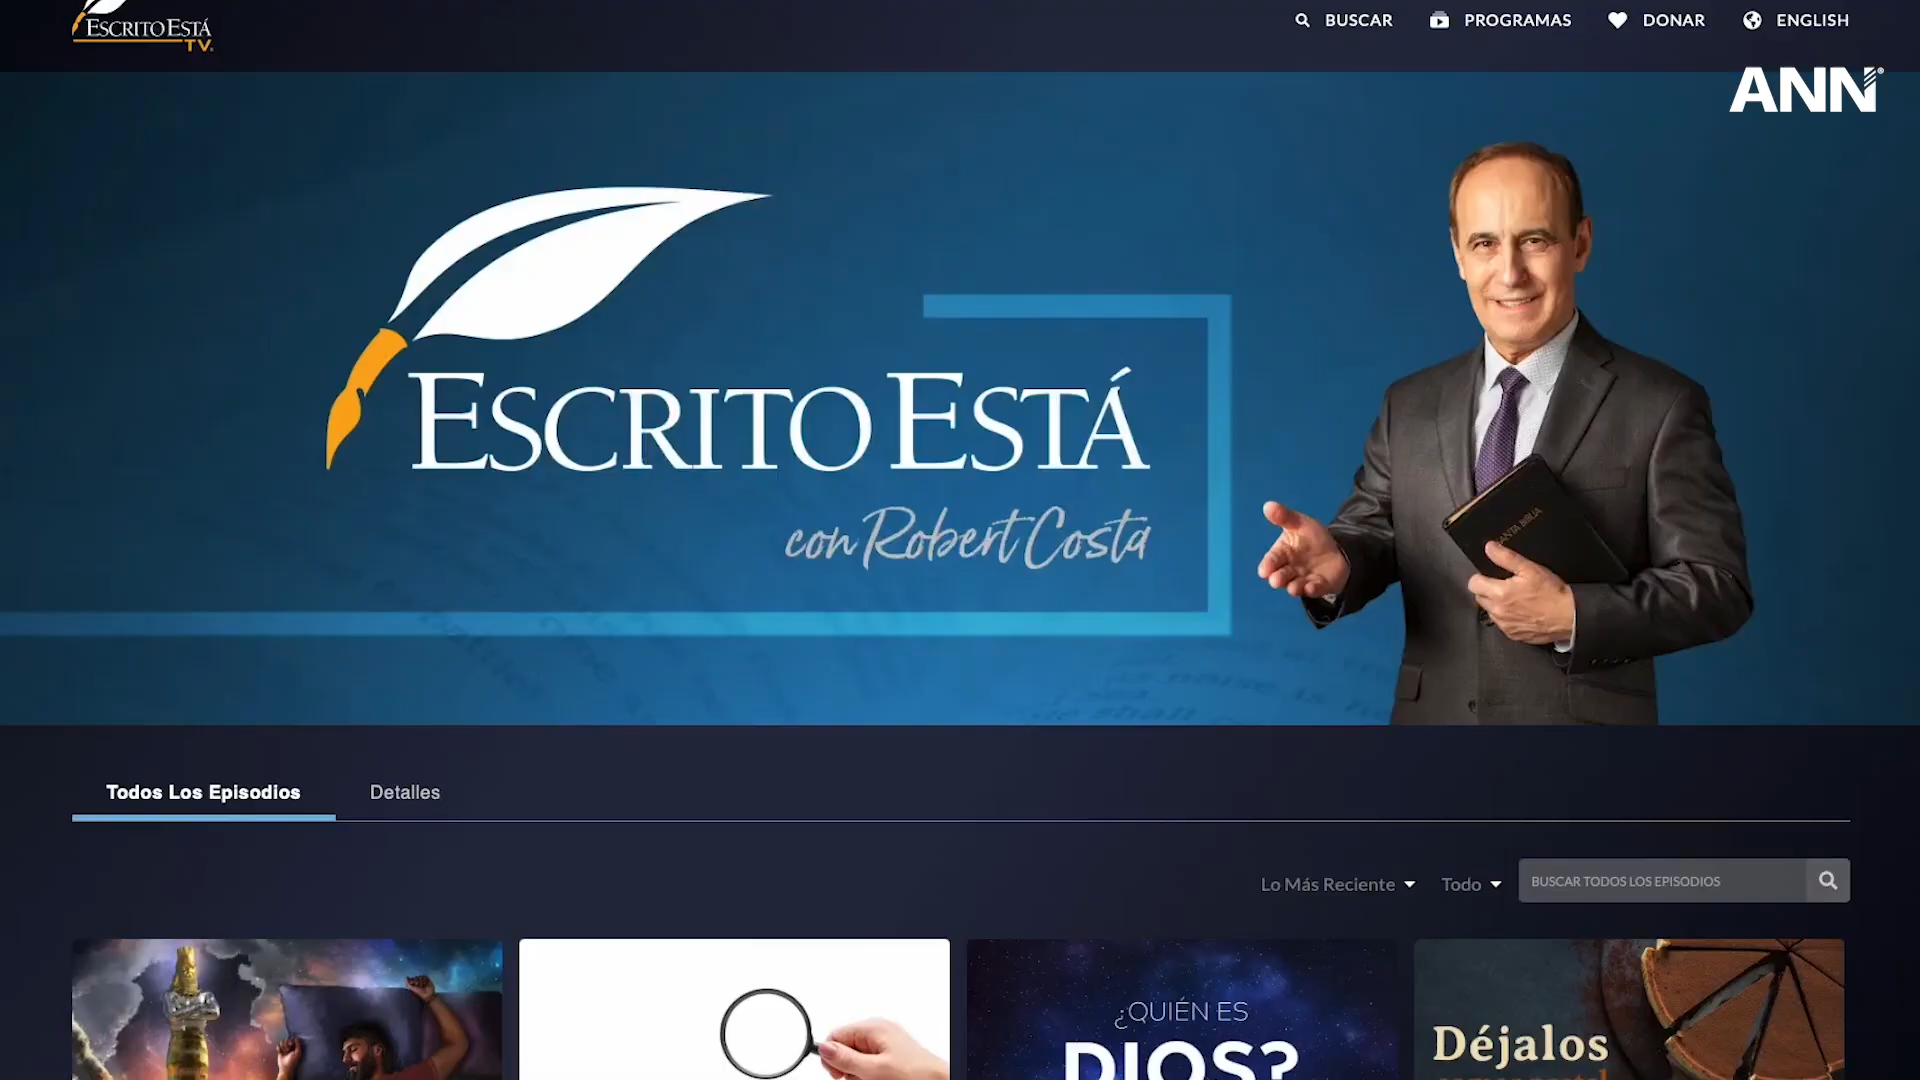 ESCRITO ESTÁ
TV
BUSCAR
PROGRAMAS
DONAR
ENGLISH
ANN
ESCRITO ESTÁ
con Robert Costa
SANTA BIBLIA
Todos Los Episodios
Detalles
Lo Más Reciente
Todo
BUSCAR TODOS LOS EPISODIOS
¿QUIÉN ES
DIOS?
Déjalos